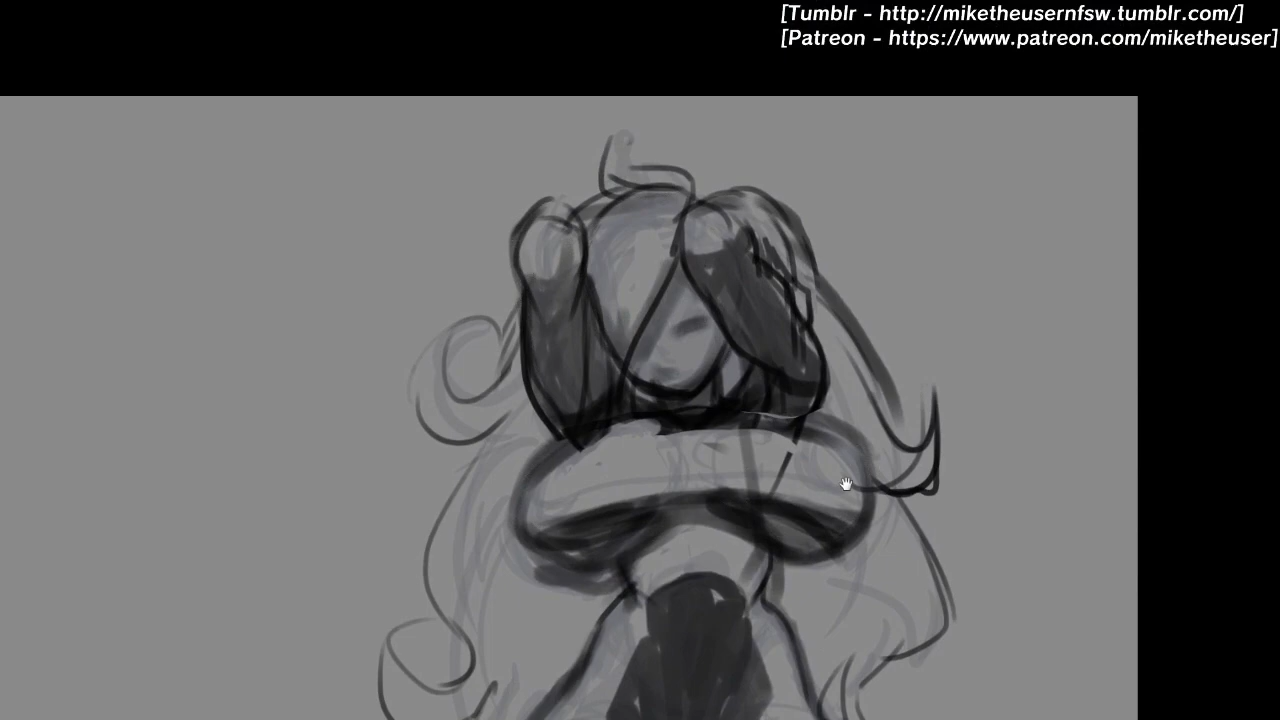 [Tumblr - http://miketheusernfsw.tumblr.com/]
[Patreon - https://www.patreon.com/miketheuser]